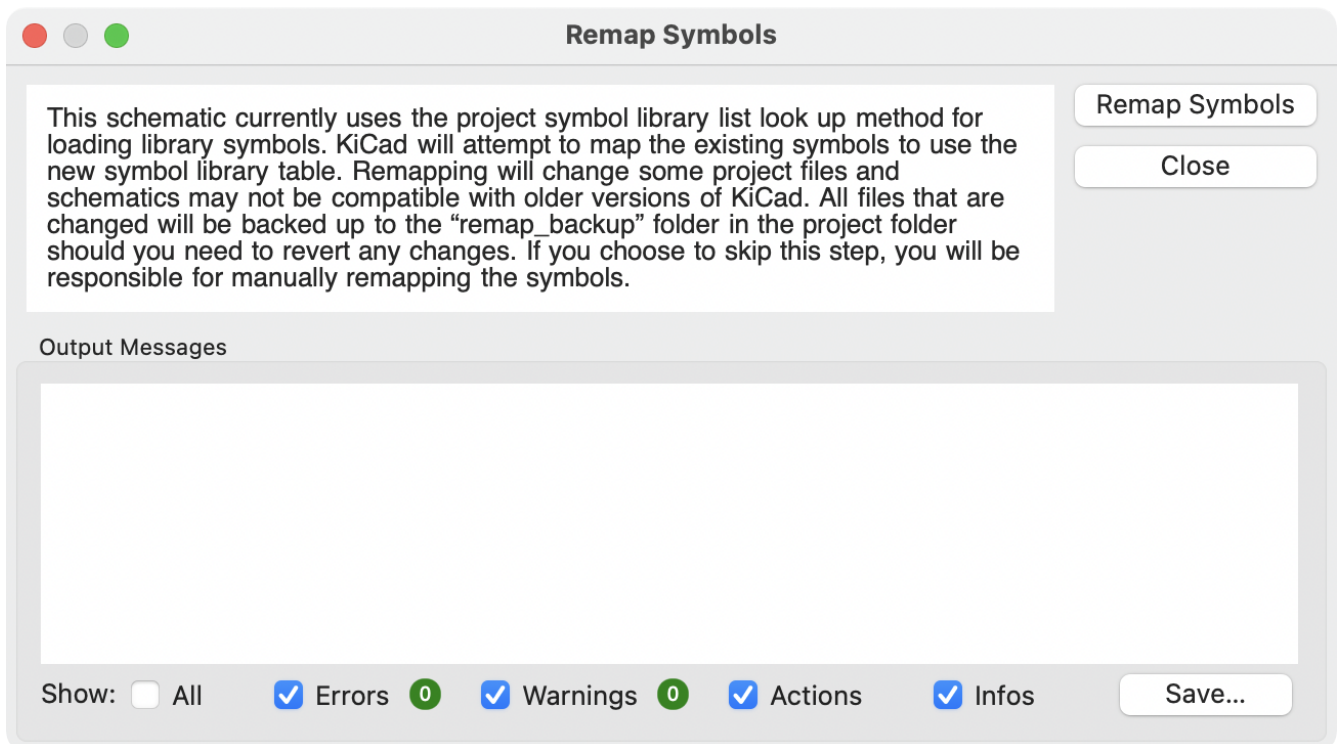 Remap Symbols
This schematic currently uses the project symbol library list look up method for
loading library symbols. KiCad will attempt to map the existing symbols to use the
new symbol library table. Remapping will change some project files and
schematics may not be compatible with older versions of KiCad. All files that are
changed will be backed up to the “remap_backup” folder in the project folder
should you need to revert any changes. If you choose to skip this step, you will be
responsible for manually remapping the symbols.
Remap Symbols
Close
Output Messages
Show: All Errors 0 Warnings 0 Actions Infos Save...